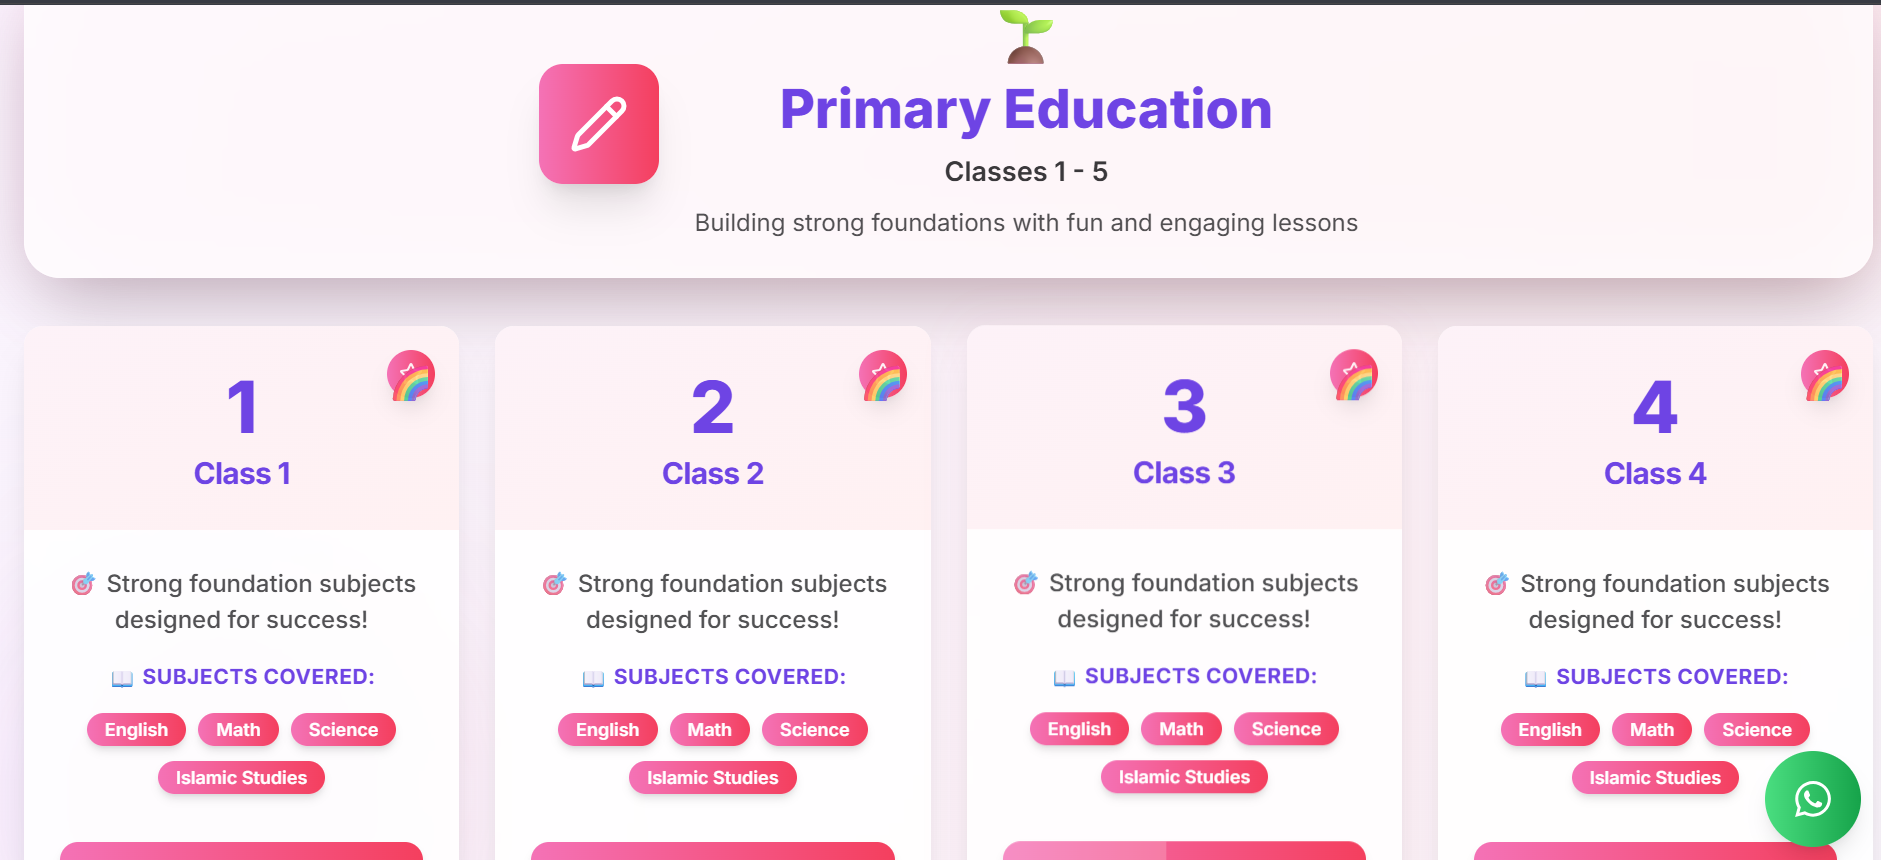 Primary Education
Classes 1 - 5
Building strong foundations with fun and engaging lessons
1
Class 1
Strong foundation subjects
designed for success!
SUBJECTS COVERED:
English Math Science
Islamic Studies
2
Class 2
Strong foundation subjects
designed for success!
SUBJECTS COVERED:
English Math Science
Islamic Studies
3
Class 3
Strong foundation subjects
designed for success!
SUBJECTS COVERED:
English Math Science
Islamic Studies
4
Class 4
Strong foundation subjects
designed for success!
SUBJECTS COVERED:
English Math Science
Islamic Studies